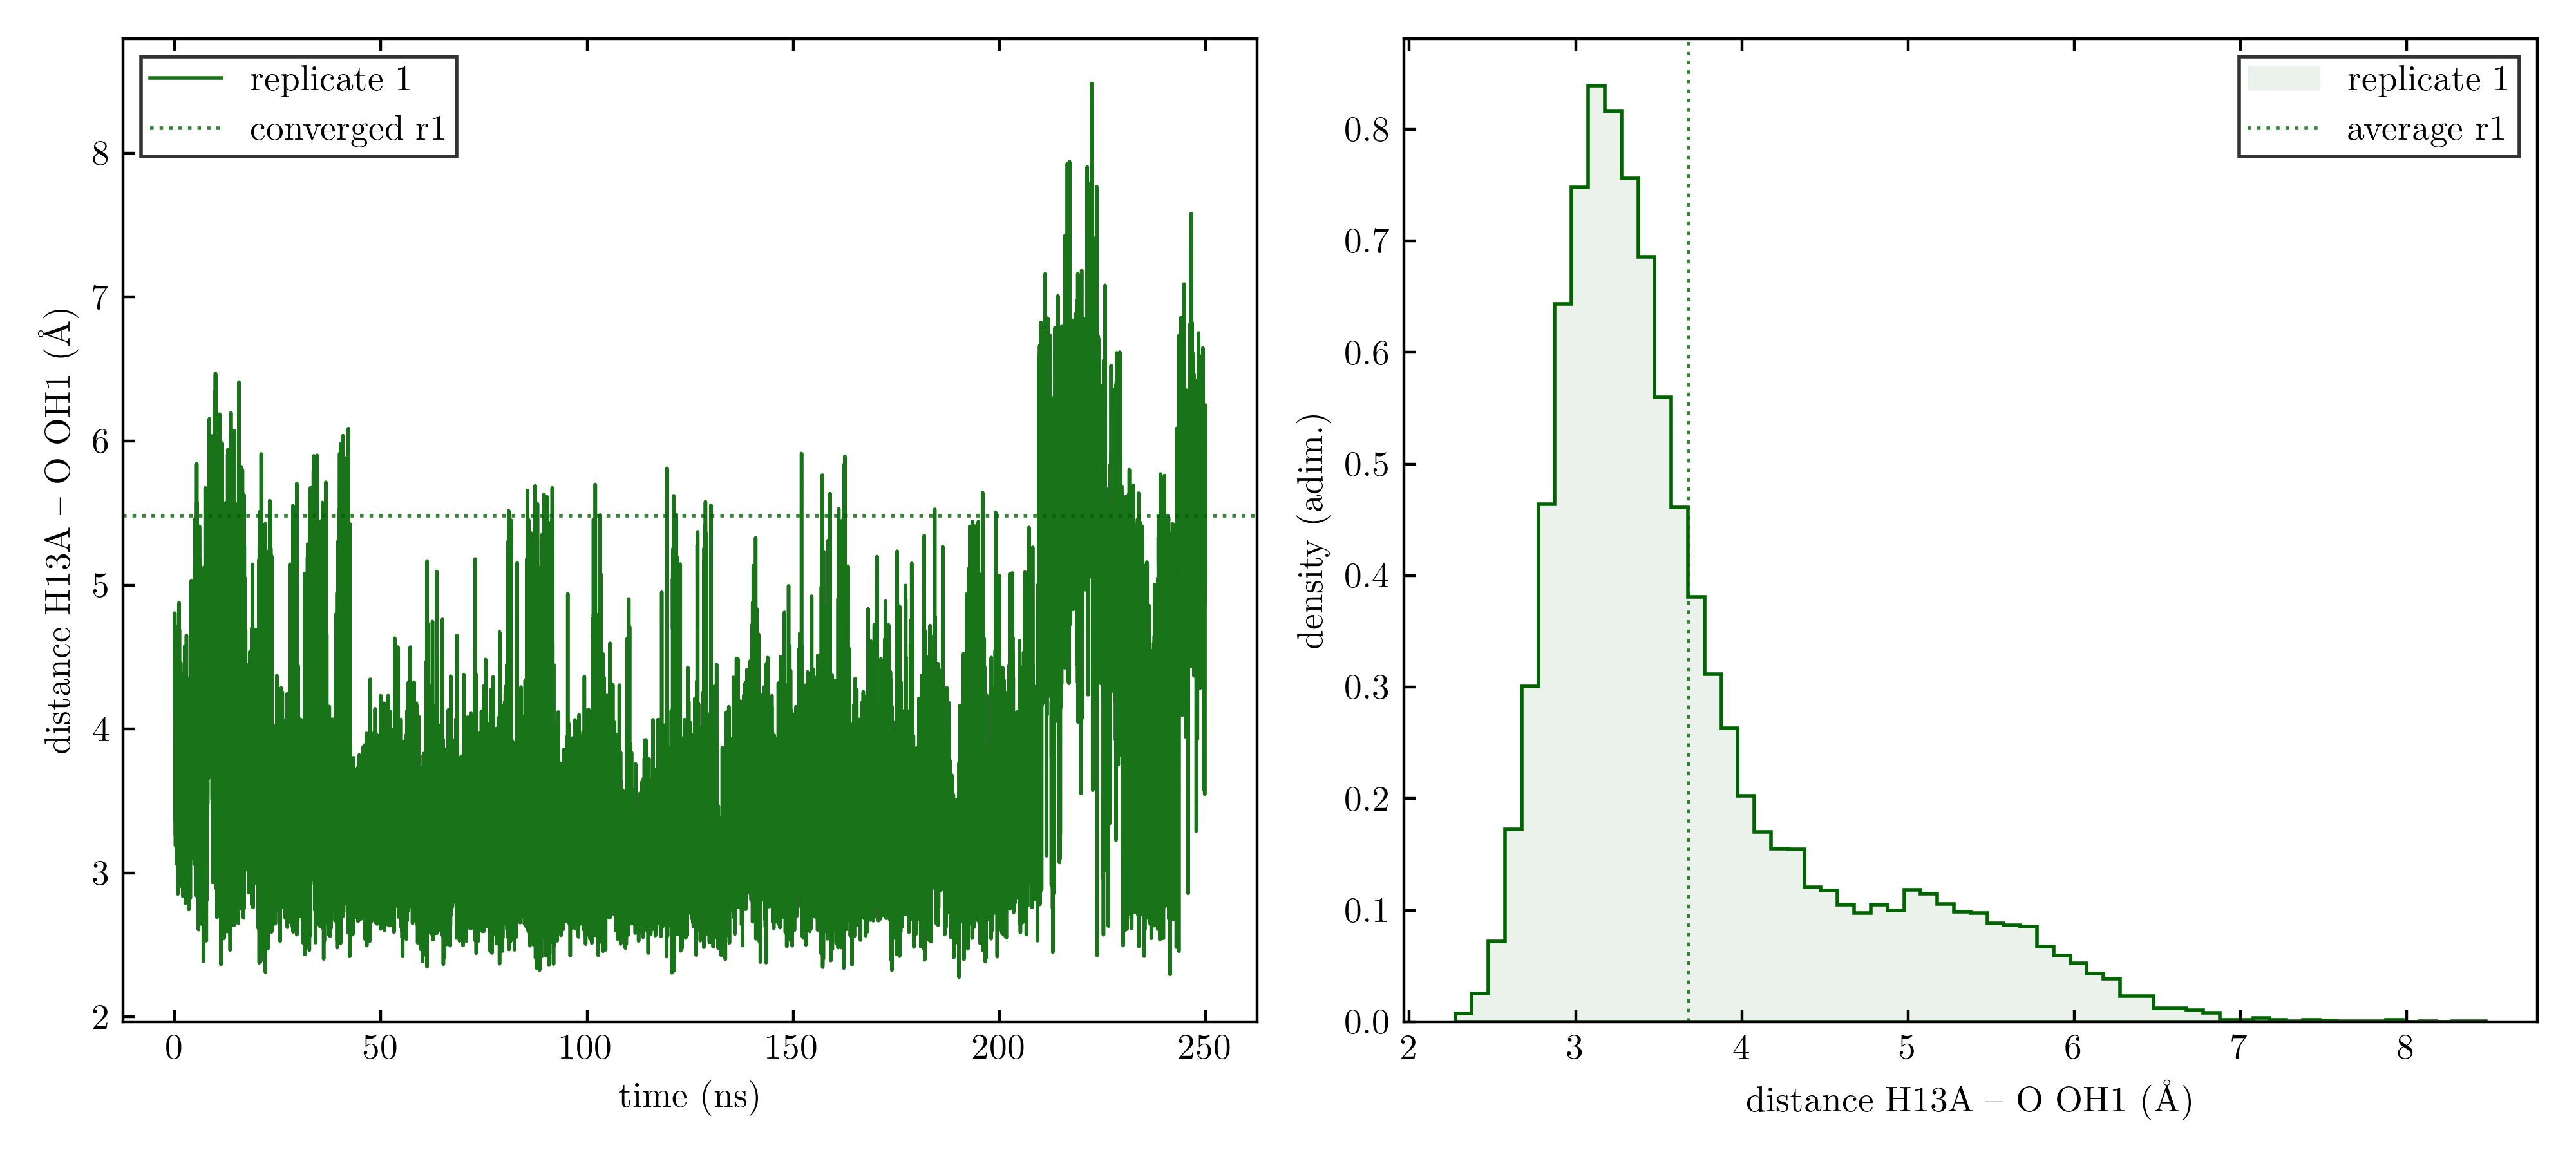 replicate 1
converged r1
8
7
6
5
4
3
2
distance H13A – O OH1 (Å)
0 50 100 150 200 250
time (ns)
replicate 1
average r1
0.8
0.7
0.6
0.5
0.4
0.3
0.2
0.1
0.0
density (adim.)
2 3 4 5 6 7 8
distance H13A – O OH1 (Å)